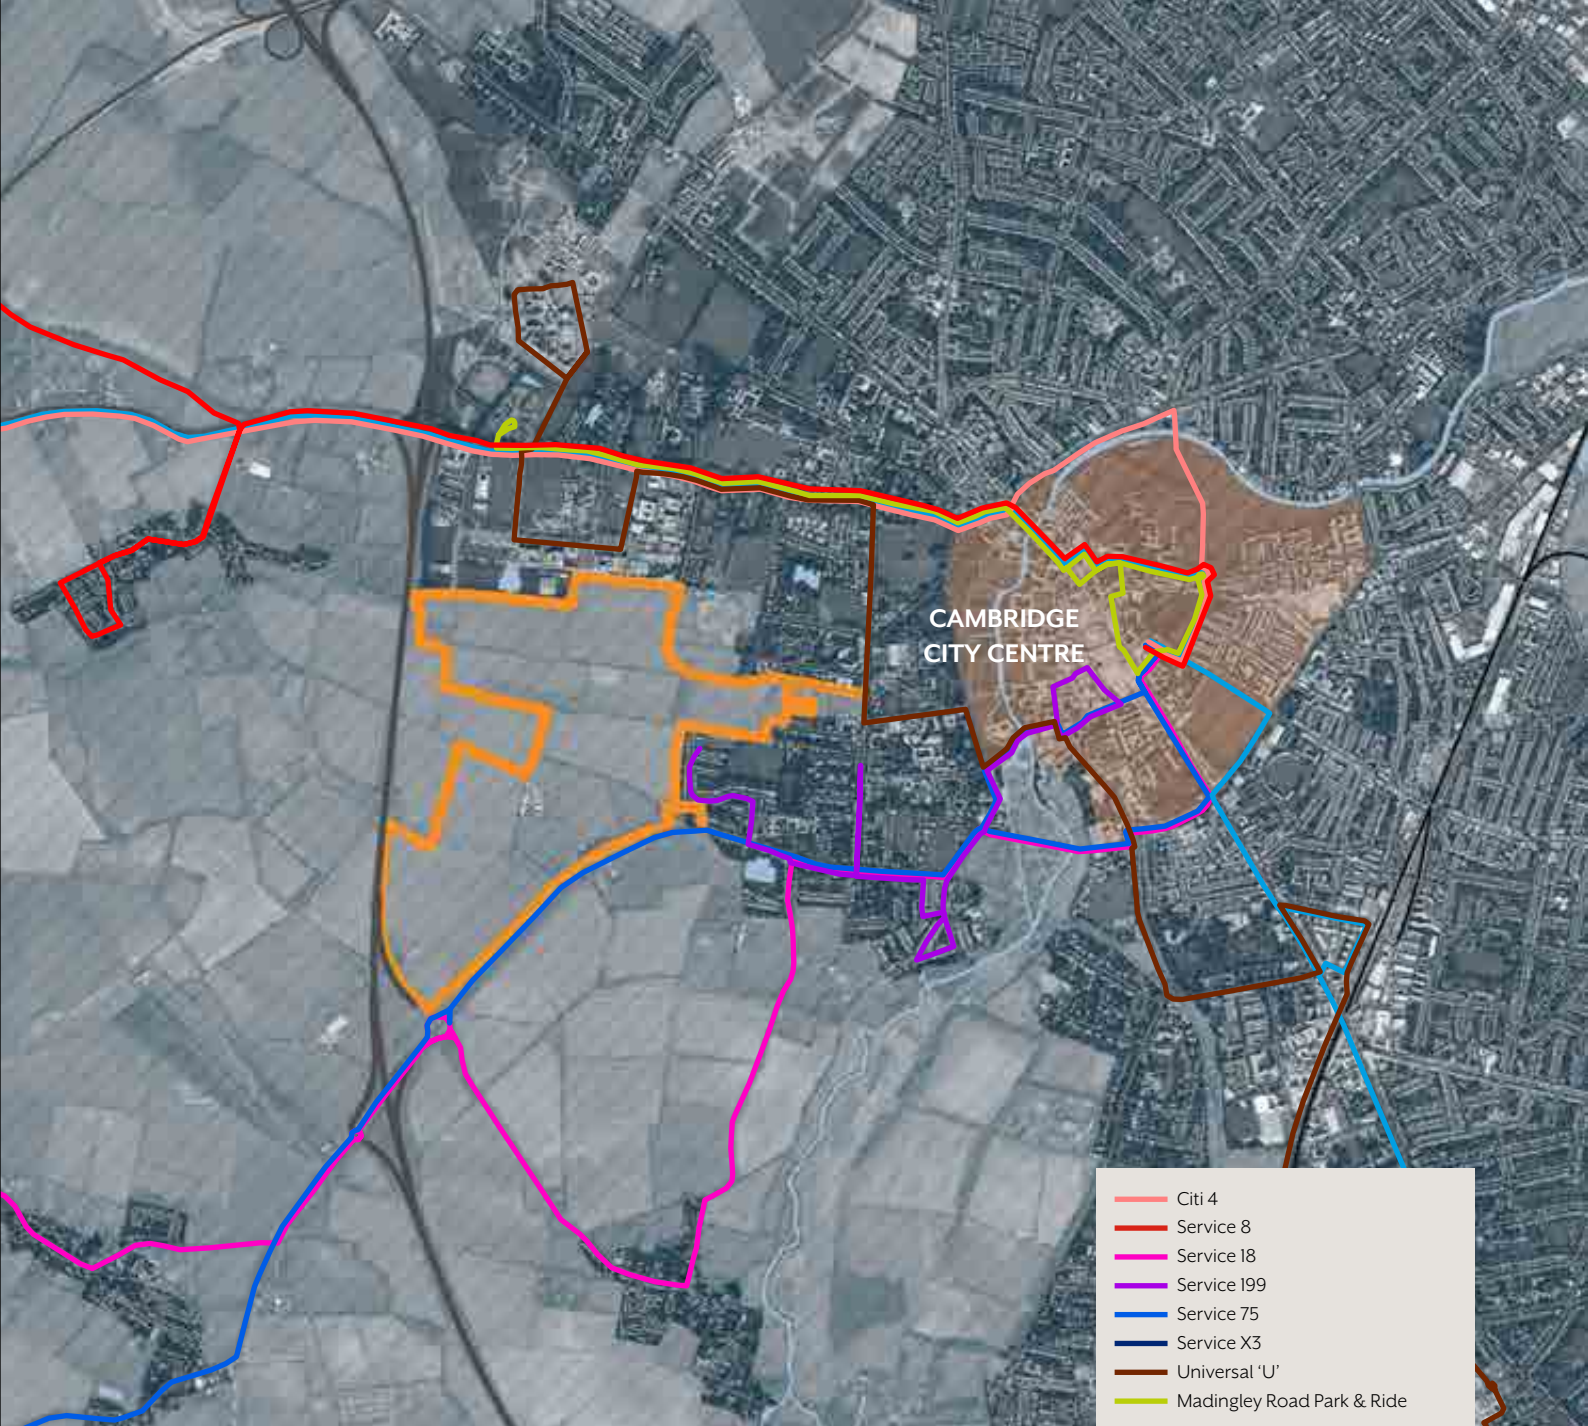 CAMBRIDGE
CITY CENTRE
Citi 4
Service 8
Service 18
Service 199
Service 75
Service X3
Universal ‘U’
Madingley Road Park & Ride